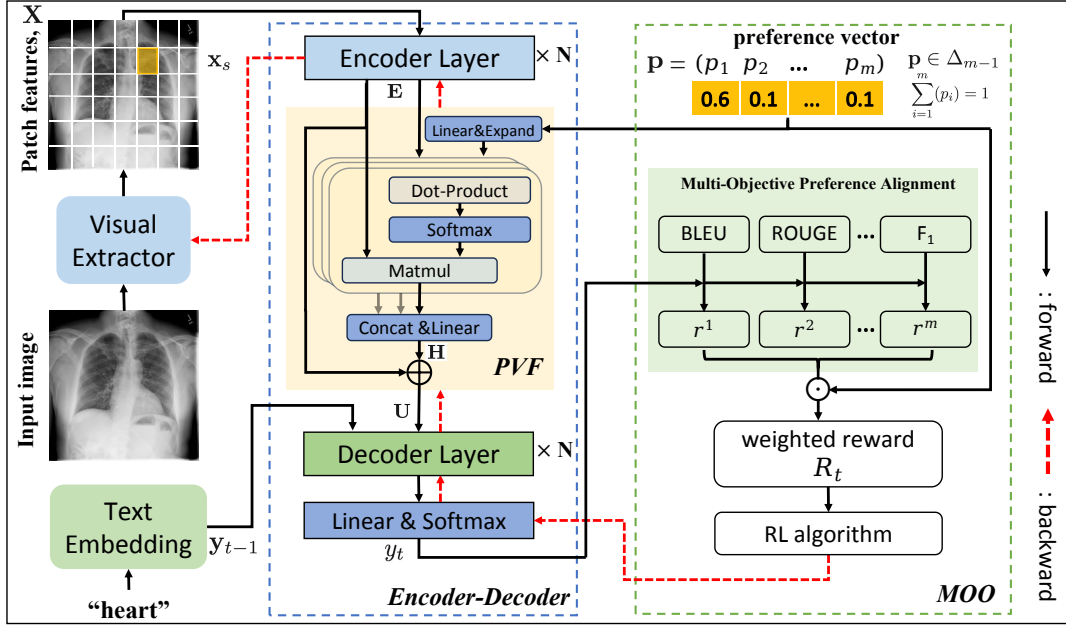 Patch features, X
x_s
Visual
Extractor
Input image
Text
Embedding
y_{t−1}
“heart”
Encoder Layer
× N
E
Linear&Expand
Dot-Product
Softmax
Matmul
Concat &Linear
H
PVF
U
Decoder Layer
× N
Linear & Softmax
y_t
Encoder-Decoder
preference vector
p = (p_1 p_2 ... p_m)
0.6 0.1 ... 0.1
p ∈ Δ_{m−1}
∑_{i=1}^{m}(p_i) = 1
Multi-Objective Preference Alignment
BLEU ROUGE ... F_1
r^1 r^2 ... r^m
weighted reward
R_t
RL algorithm
MOO
: forward
: backward